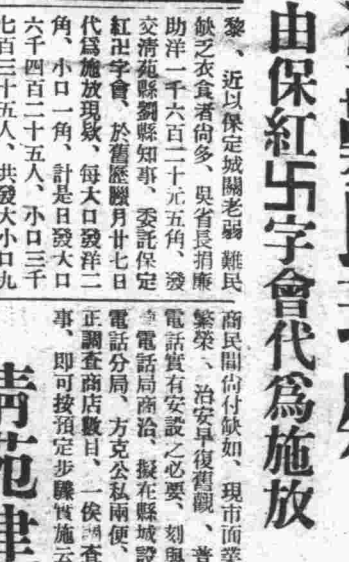 由保紅卍字會代為施放
黎、近以保定城關老弱難民
缺乏衣食者尚多、吳省長捐廉
助洋一千六百二十元五角、發
交清苑縣劉縣知事、委託保定
紅卍字會、於舊歷臘月廿七日
代為施放現欵、每大口發洋二
角、小口一角、計是日發大口
六千四百二十五人、小口三千
七百三十五人、共發大小口九
商民間尚付缺如、現市面業
繁榮、治安早復舊觀、普
電話實有安設之必要、刻與
電話局商洽、擬在縣城設
電話分局、方克公私兩便、
正調查商店數目、一俟調查
事、即可按預定步驟實施云
清苑建